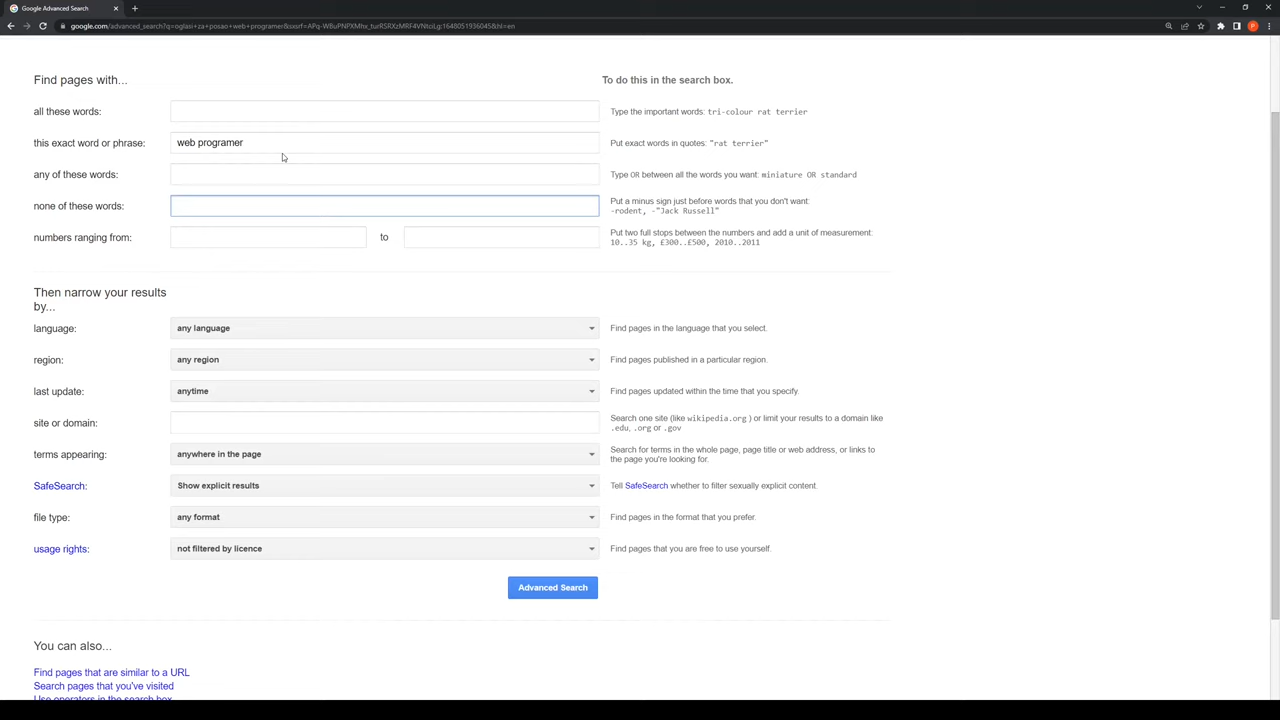 Google Advanced Search
google.com/advanced_search?q=oglasi+za+posao+web+programer&sxsrf=
Find pages with...
To do this in the search box.
all these words:
Type the important words: tri-colour rat terrier
this exact word or phrase:
web programer
Put exact words in quotes: "rat terrier"
any of these words:
Type OR between all the words you want: miniature OR standard
none of these words:
Put a minus sign just before words that you don't want:
-rodent, -"Jack Russell"
numbers ranging from:
to
Put two full stops between the numbers and add a unit of measurement:
10..35 kg, £300..£500, 2010..2011
Then narrow your results
by...
language:
any language
Find pages in the language that you select.
region:
any region
Find pages published in a particular region.
last update:
anytime
Find pages updated within the time that you specify.
site or domain:
Search one site (like wikipedia.org ) or limit your results to a domain like
.edu, .org or .gov
terms appearing:
anywhere in the page
Search for terms in the whole page, page title or web address, or links to
the page you're looking for.
SafeSearch:
Show explicit results
Tell SafeSearch whether to filter sexually explicit content.
file type:
any format
Find pages in the format that you prefer.
usage rights:
not filtered by licence
Find pages that you are free to use yourself.
Advanced Search
You can also...
Find pages that are similar to a URL
Search pages that you've visited
Use operators in the search box